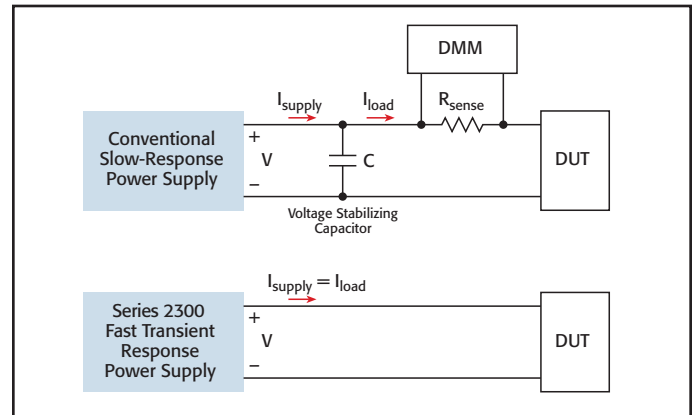 DMM
I_supply
I_load
R_sense
Conventional
Slow-Response
Power Supply
+
V
–
C
DUT
Voltage Stabilizing
Capacitor
I_supply = I_load
Series 2300
Fast Transient
Response
Power Supply
+
V
–
DUT